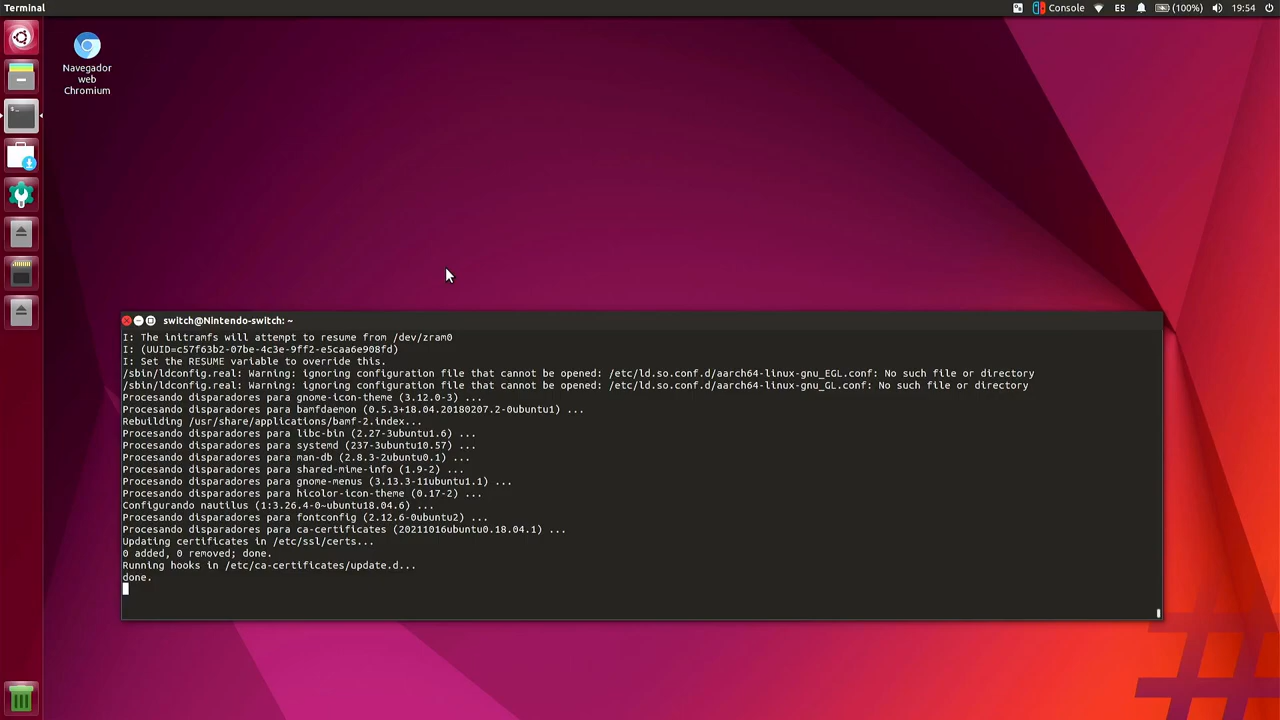 Terminal
Console
ES
(100%)
19:54
Navegador
web
Chromium
switch@Nintendo-switch: ~
I: The initramfs will attempt to resume from /dev/zram0
I: (UUID=c57f63b2-07be-4c3e-9ff2-e5caa6e908fd)
I: Set the RESUME variable to override this.
/sbin/ldconfig.real: Warning: ignoring configuration file that cannot be opened: /etc/ld.so.conf.d/aarch64-linux-gnu_EGL.conf: No such file or directory
/sbin/ldconfig.real: Warning: ignoring configuration file that cannot be opened: /etc/ld.so.conf.d/aarch64-linux-gnu_GL.conf: No such file or directory
Procesando disparadores para gnome-icon-theme (3.12.0-3) ...
Procesando disparadores para bamfdaemon (0.5.3+18.04.20180207.2-0ubuntu1) ...
Rebuilding /usr/share/applications/bamf-2.index...
Procesando disparadores para libc-bin (2.27-3ubuntu1.6) ...
Procesando disparadores para systemd (237-3ubuntu10.57) ...
Procesando disparadores para man-db (2.8.3-2ubuntu0.1) ...
Procesando disparadores para shared-mime-info (1.9-2) ...
Procesando disparadores para gnome-menus (3.13.3-11ubuntu1.1) ...
Procesando disparadores para hicolor-icon-theme (0.17-2) ...
Configurando nautilus (1:3.26.4-0~ubuntu18.04.6) ...
Procesando disparadores para fontconfig (2.12.6-0ubuntu2) ...
Procesando disparadores para ca-certificates (20211016ubuntu0.18.04.1) ...
Updating certificates in /etc/ssl/certs...
0 added, 0 removed; done.
Running hooks in /etc/ca-certificates/update.d...
done.